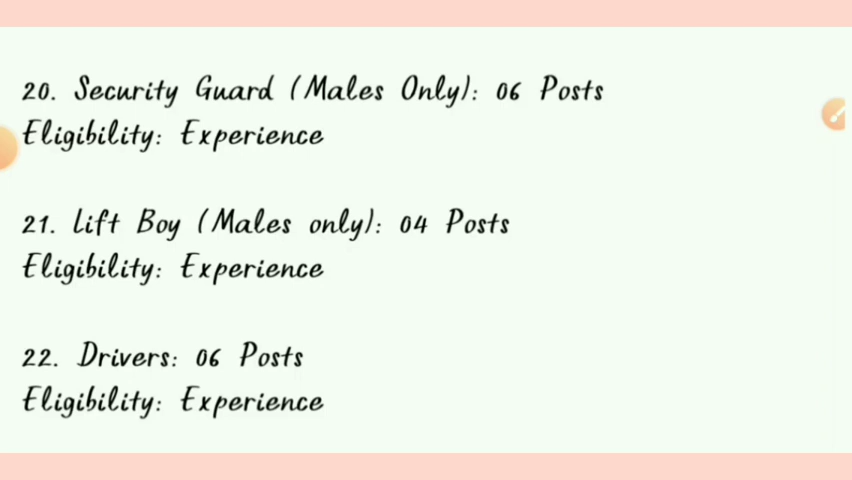 20. Security Guard (Males Only): 06 Posts
Eligibility: Experience
21. Lift Boy (Males only): 04 Posts
Eligibility: Experience
22. Drivers: 06 Posts
Eligibility: Experience